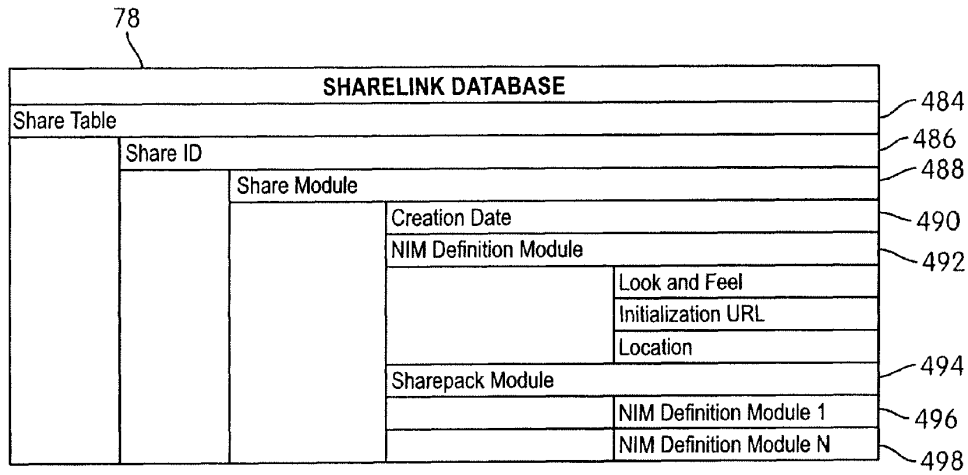 78
SHARELINK DATABASE
Share Table 484
Share ID 486
Share Module 488
Creation Date 490
NIM Definition Module 492
Look and Feel
Initialization URL
Location
Sharepack Module 494
NIM Definition Module 1 496
NIM Definition Module N 498